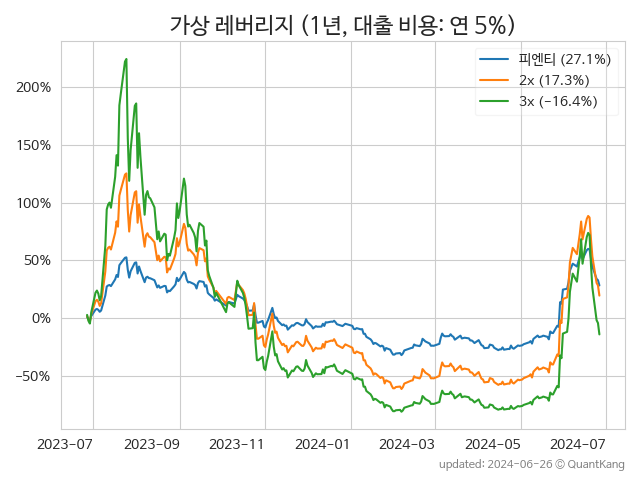 가상 레버리지 (1년, 대출 비용: 연 5%)
피엔티 (27.1%)
2x (17.3%)
3x (−16.4%)
200%
150%
100%
50%
0%
−50%
2023-07
2023-09
2023-11
2024-01
2024-03
2024-05
2024-07
updated: 2024-06-26 © QuantKang